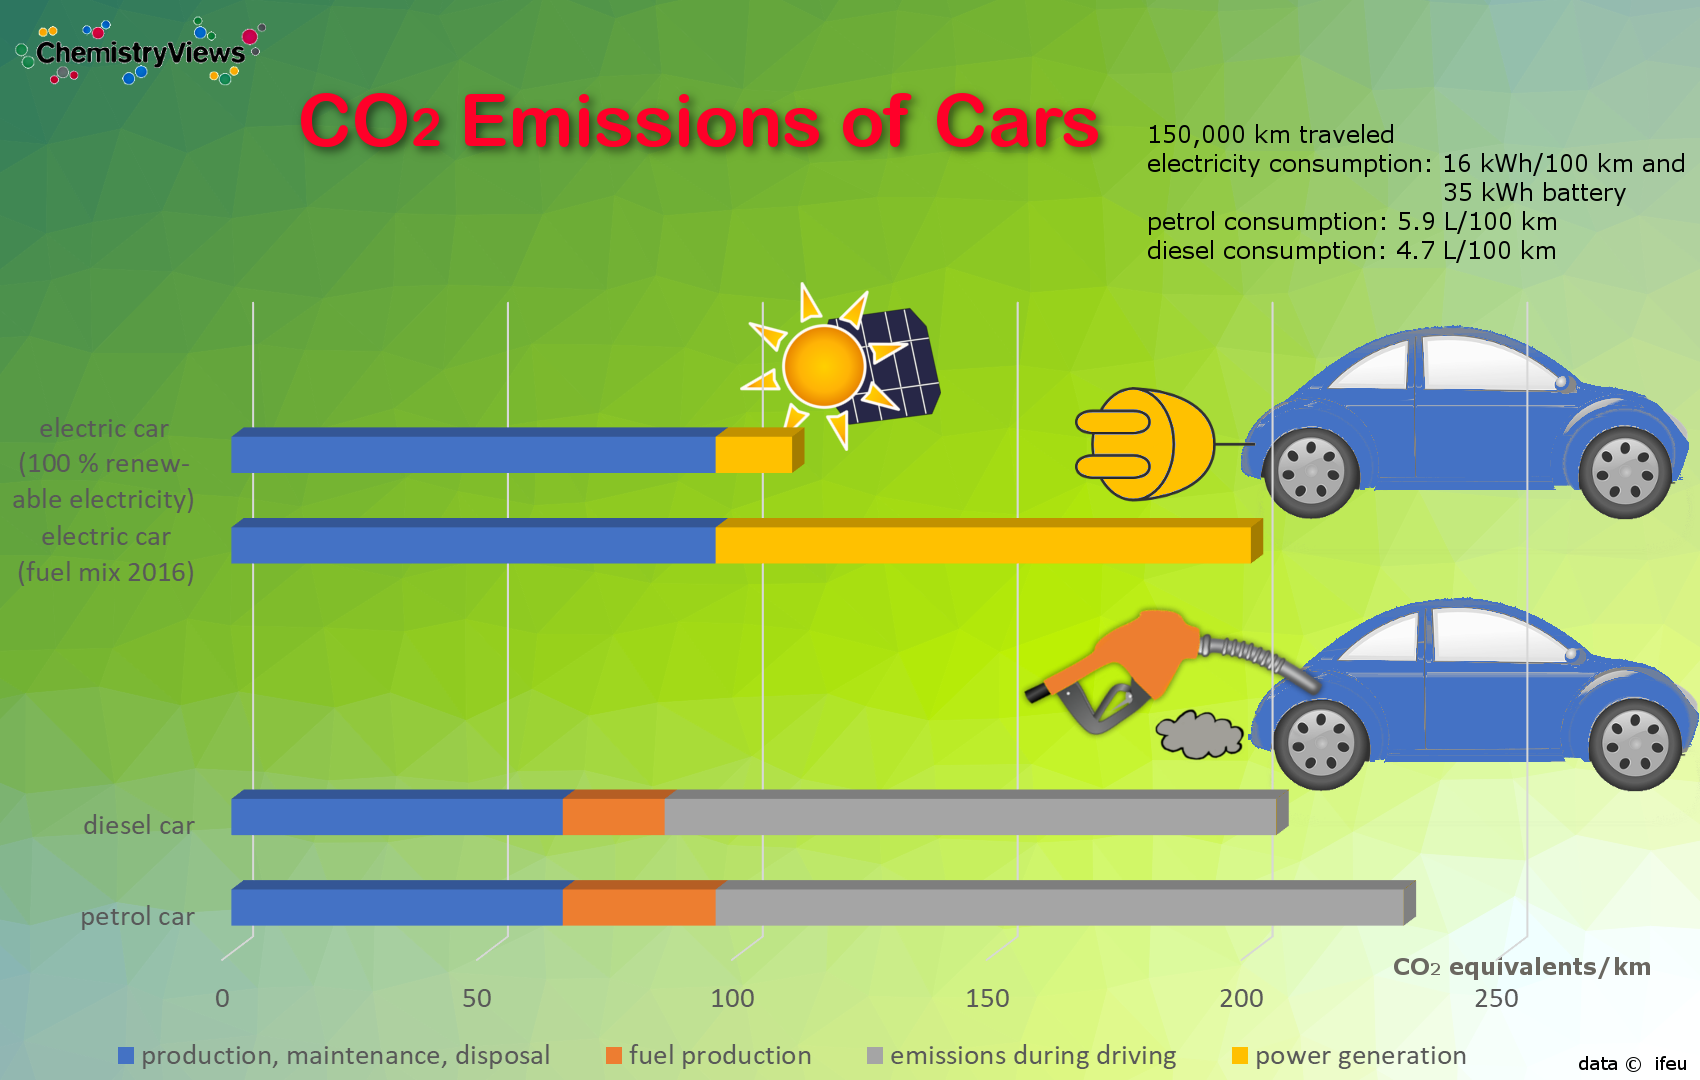 ChemistryViews
CO2 Emissions of Cars
150,000 km traveled
electricity consumption: 16 kWh/100 km and
35 kWh battery
petrol consumption: 5.9 L/100 km
diesel consumption: 4.7 L/100 km
electric car
(100 % renew-
able electricity)
electric car
(fuel mix 2016)
diesel car
petrol car
CO2 equivalents/km
0 50 100 150 200 250
production, maintenance, disposal fuel production emissions during driving power generation
data © ifeu